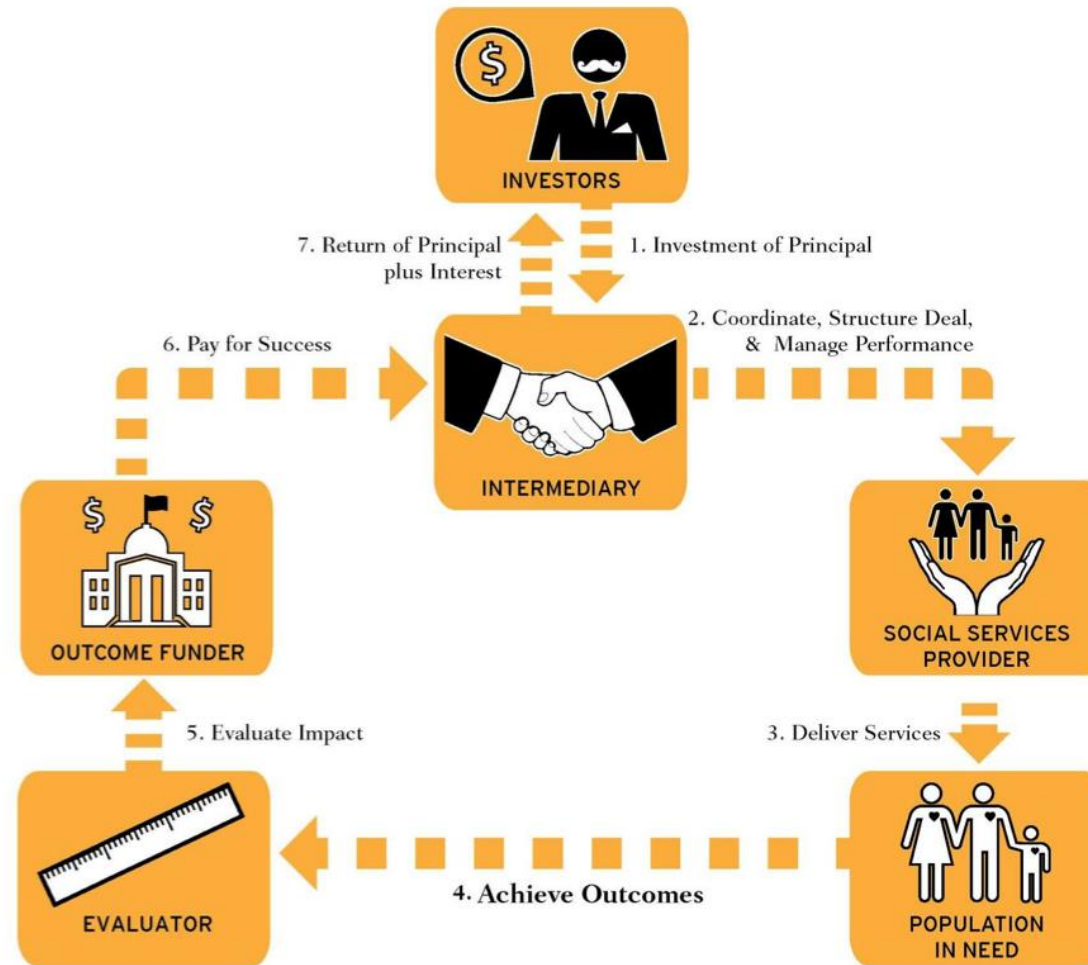 $
INVESTORS
7. Return of Principal
plus Interest
1. Investment of Principal
6. Pay for Success
2. Coordinate, Structure Deal,
& Manage Performance
INTERMEDIARY
$ $
OUTCOME FUNDER
SOCIAL SERVICES
PROVIDER
5. Evaluate Impact
3. Deliver Services
4. Achieve Outcomes
EVALUATOR
POPULATION
IN NEED